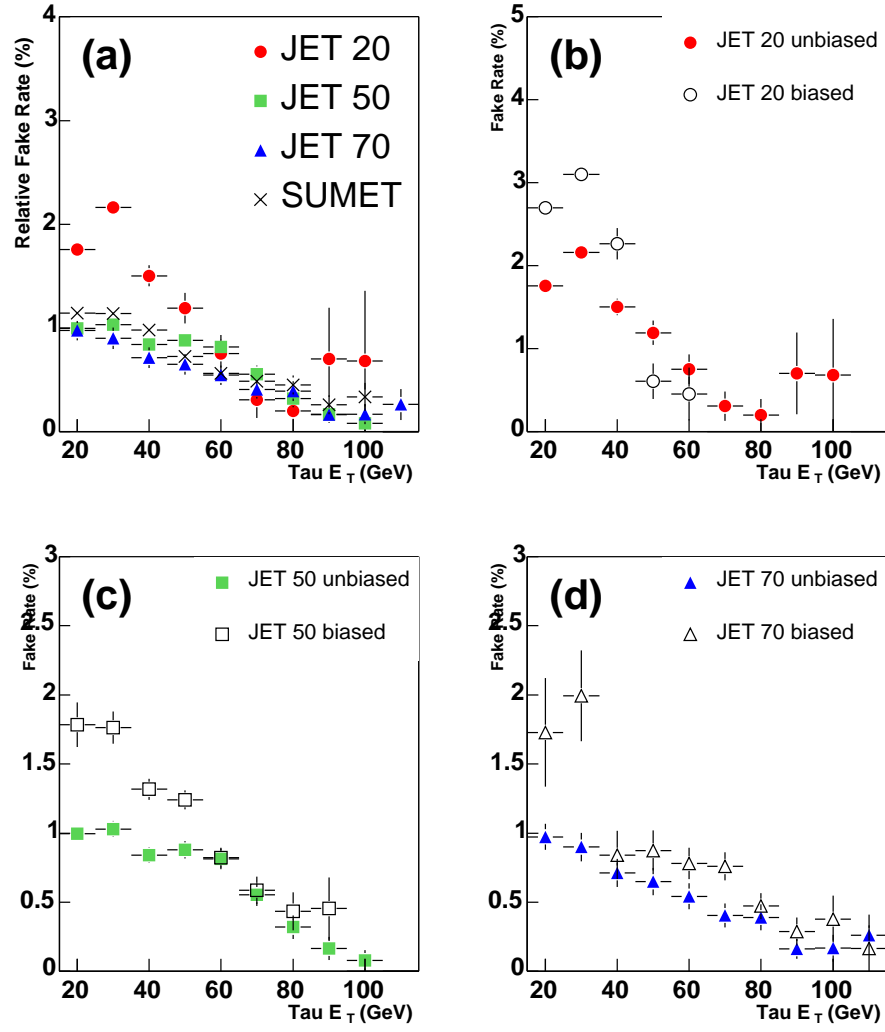 (a)
JET 20
JET 50
JET 70
SUMET
Relative Fake Rate (%)
4
3
2
1
0
20 40 60 80 100
Tau E T (GeV)
(b)
JET 20 unbiased
JET 20 biased
Fake Rate (%)
5
4
3
2
1
0
20 40 60 80 100
Tau E T (GeV)
(c)
JET 50 unbiased
JET 50 biased
Fake Rate (%)
3
2.5
2
1.5
1
0.5
0
20 40 60 80 100
Tau E T (GeV)
(d)
JET 70 unbiased
JET 70 biased
Fake Rate (%)
3
2.5
2
1.5
1
0.5
0
20 40 60 80 100
Tau E T (GeV)